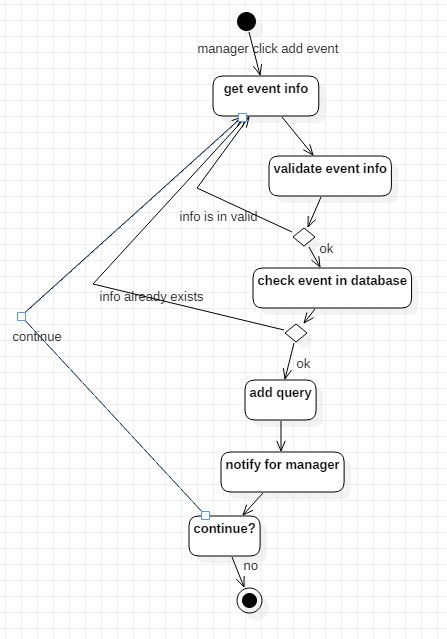 manager click add event
get event info
validate event info
info is in valid
ok
check event in database
info already exists
continue
ok
add query
notify for manager
continue?
no